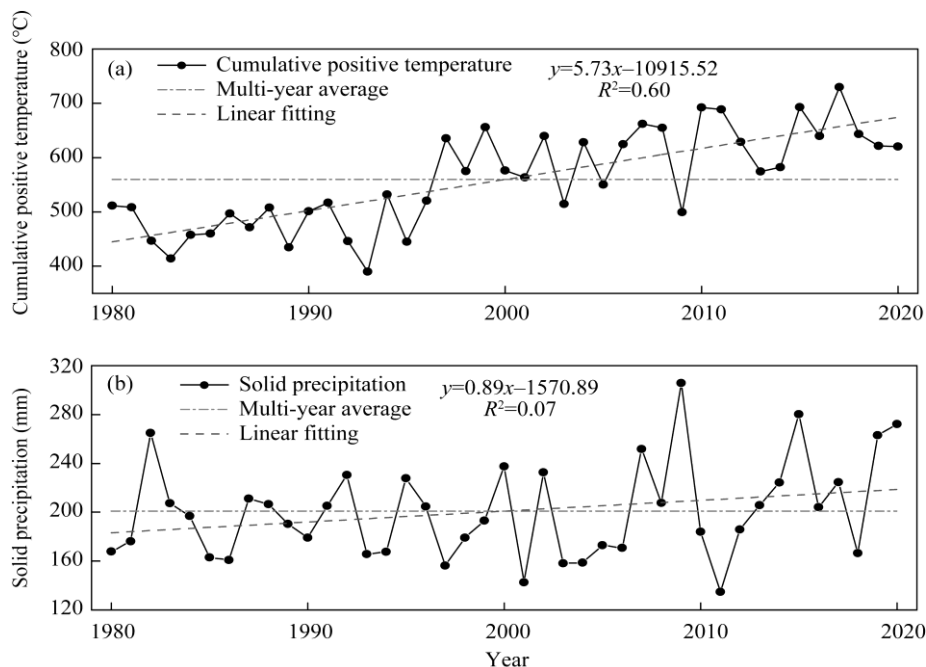 (a)
Cumulative positive temperature
Multi-year average
Linear fitting
y=5.73x–10915.52
R²=0.60
Cumulative positive temperature (°C)
800
700
600
500
400
1980
1990
2000
2010
2020
(b)
Solid precipitation
Multi-year average
Linear fitting
y=0.89x–1570.89
R²=0.07
Solid precipitation (mm)
320
280
240
200
160
120
1980
1990
2000
2010
2020
Year